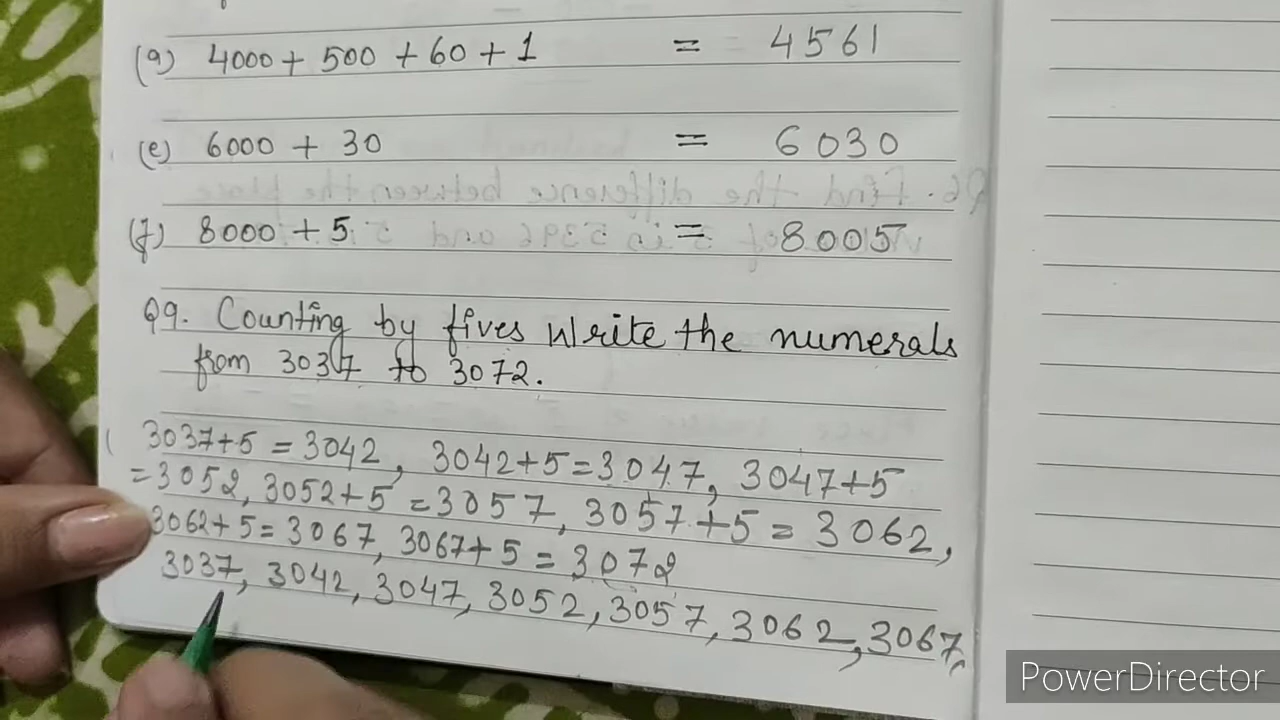 (9) 4000 + 500 + 60 + 1 = 4561
(e) 6000 + 30 = 6030
(f) 8000 + 5 = 8005
Q9. Counting by fives Write the numerals
from 3037 to 3072.
3037+5 = 3042, 3042+5=3047, 3047+5
=3052, 3052+5 =3057, 3057+5 = 3062,
3062+5 = 3067, 3067+5 = 3072
3037, 3042, 3047, 3052, 3057, 3062, 3067,
PowerDirector